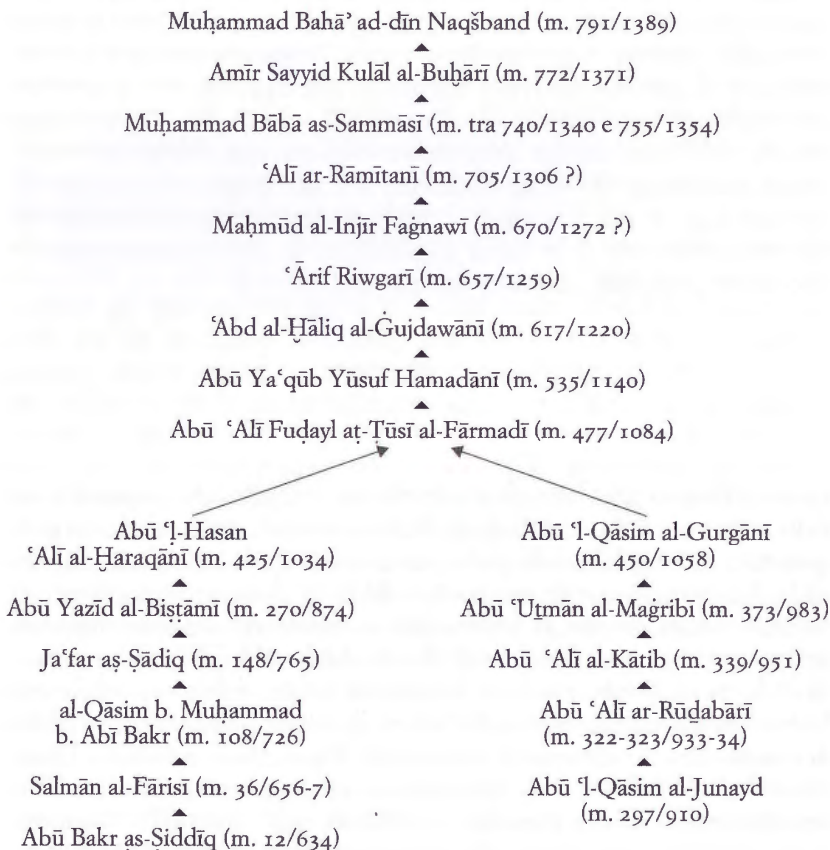 Muḥammad Bahā' ad-dīn Naqšband (m. 791/1389)
Amīr Sayyid Kulāl al-Buḫārī (m. 772/1371)
Muḥammad Bābā as-Sammāsī (m. tra 740/1340 e 755/1354)
ʿAlī ar-Rāmitanī (m. 705/1306 ?)
Maḥmūd al-Injīr Faġnawī (m. 670/1272 ?)
ʿĀrif Riwgarī (m. 657/1259)
ʿAbd al-Ḫāliq al-Ġujdawānī (m. 617/1220)
Abū Yaʿqūb Yūsuf Hamadānī (m. 535/1140)
Abū ʿAlī Fuḍayl aṭ-Ṭūsī al-Fārmadī (m. 477/1084)
Abū ʿḷ-Hasan
ʿAlī al-Ḫaraqānī (m. 425/1034)
Abū Yazīd al-Bisṭāmī (m. 270/874)
Jaʿfar aṣ-Ṣādiq (m. 148/765)
al-Qāsim b. Muḥammad
b. Abī Bakr (m. 108/726)
Salmān al-Fārisī (m. 36/656-7)
Abū Bakr aṣ-Ṣiddīq (m. 12/634)
Abū ʿl-Qāsim al-Gurgānī
(m. 450/1058)
Abū ʿUṯmān al-Maġribī (m. 373/983)
Abū ʿAlī al-Kātib (m. 339/951)
Abū ʿAlī ar-Rūḏabārī
(m. 322-323/933-34)
Abū ʿl-Qāsim al-Junayd
(m. 297/910)